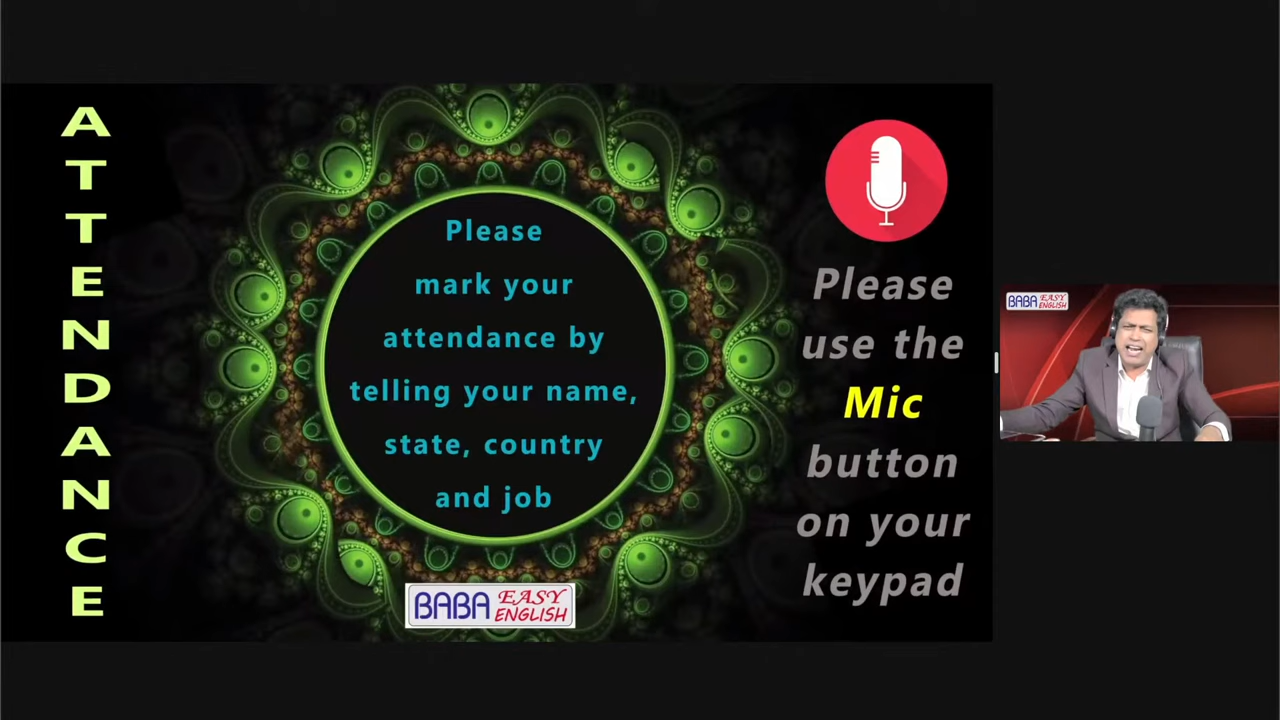 ATTENDANCE
Please
mark your
attendance by
telling your name,
state, country
and job
BABA EASY
ENGLISH
Please
use the
Mic
button
on your
keypad
BABA EASY
ENGLISH